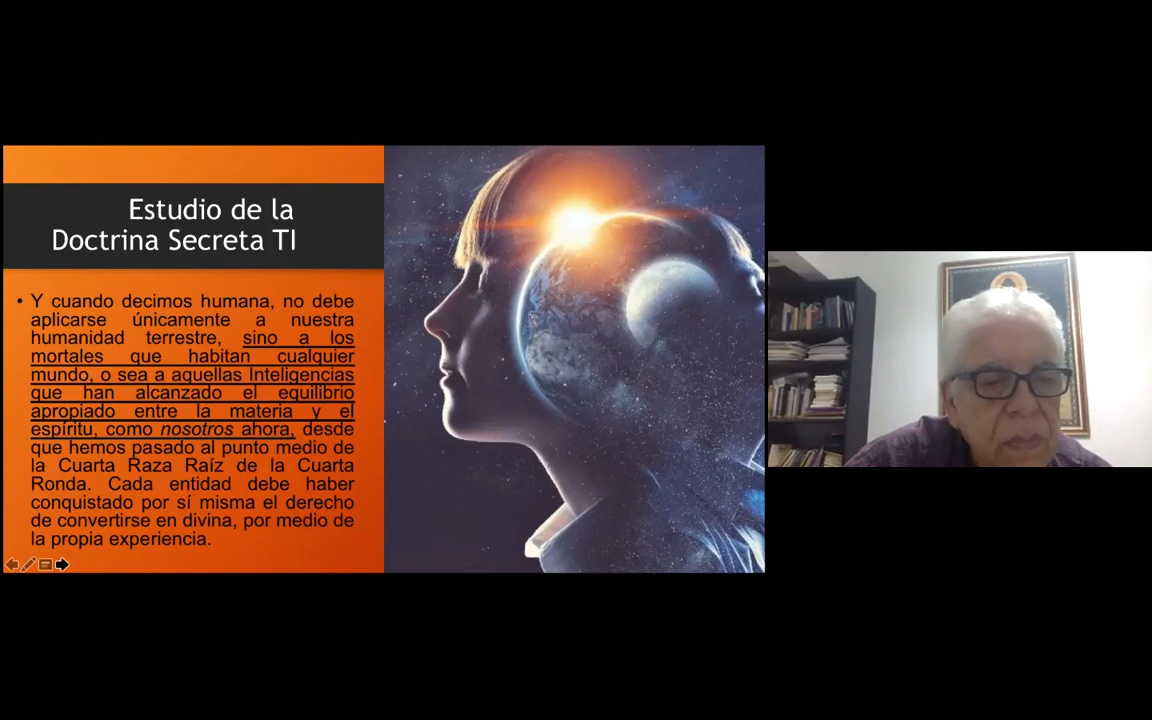 Estudio de la
Doctrina Secreta TI
• Y cuando decimos humana, no debe
aplicarse únicamente a nuestra
humanidad terrestre, sino a los
mortales que habitan cualquier
mundo, o sea a aquellas Inteligencias
que han alcanzado el equilibrio
apropiado entre la materia y el
espíritu, como nosotros ahora, desde
que hemos pasado al punto medio de
la Cuarta Raza Raíz de la Cuarta
Ronda. Cada entidad debe haber
conquistado por sí misma el derecho
de convertirse en divina, por medio de
la propia experiencia.